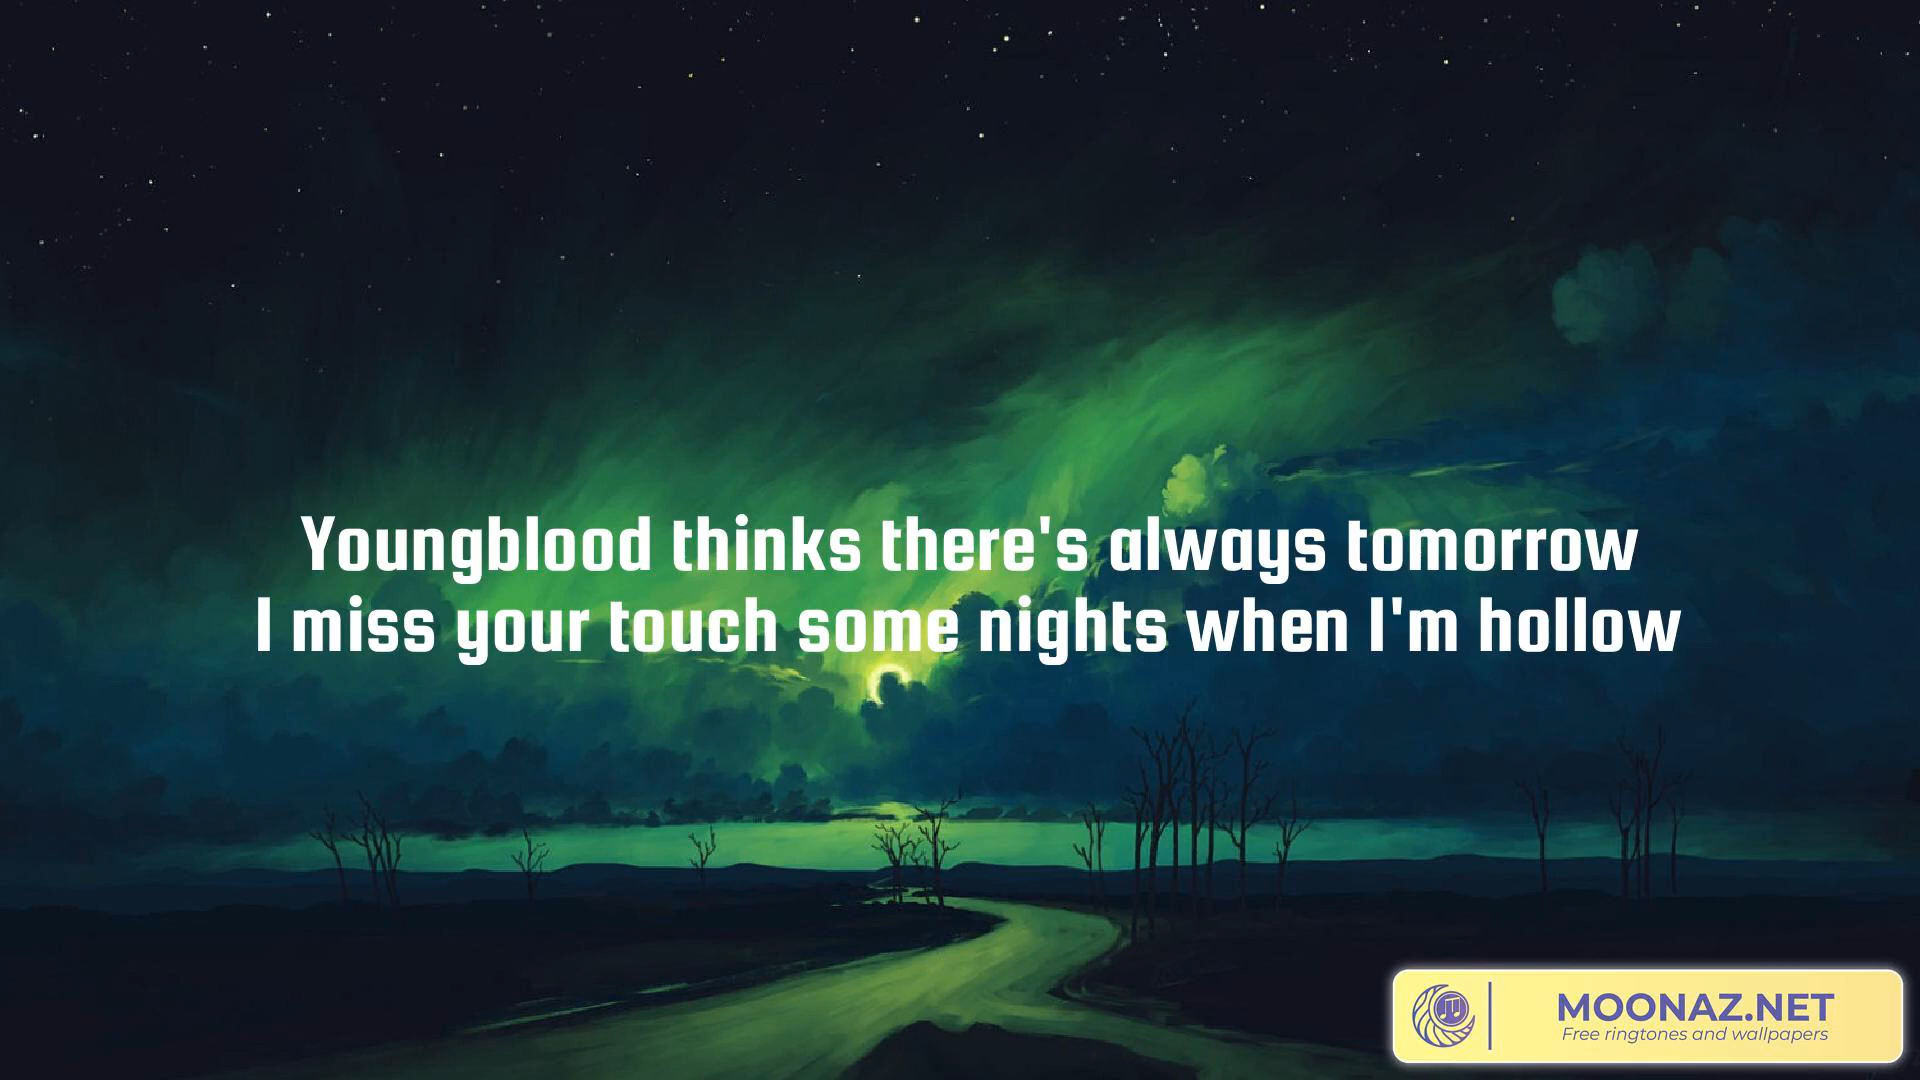 Youngblood thinks there's always tomorrow
I miss your touch some nights when I'm hollow
MOONAZ.NET
Free ringtones and wallpapers